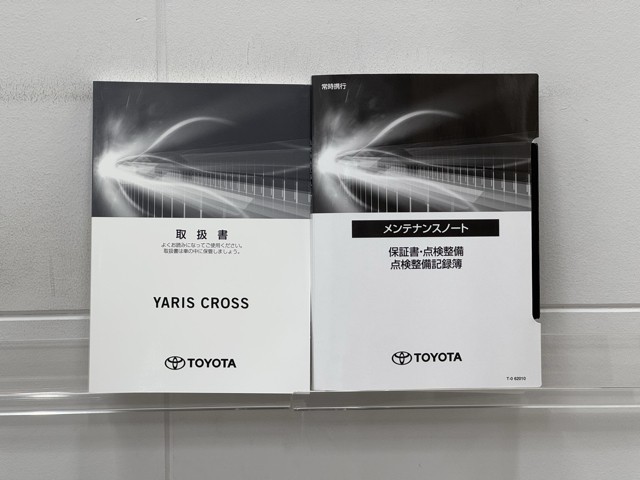 取扱書
よくお読みになってご使用ください。
取扱書は車の中に保管しましょう。
YARIS CROSS
TOYOTA
常時携行
メンテナンスノート
保証書・点検整備
点検整備記録簿
TOYOTA